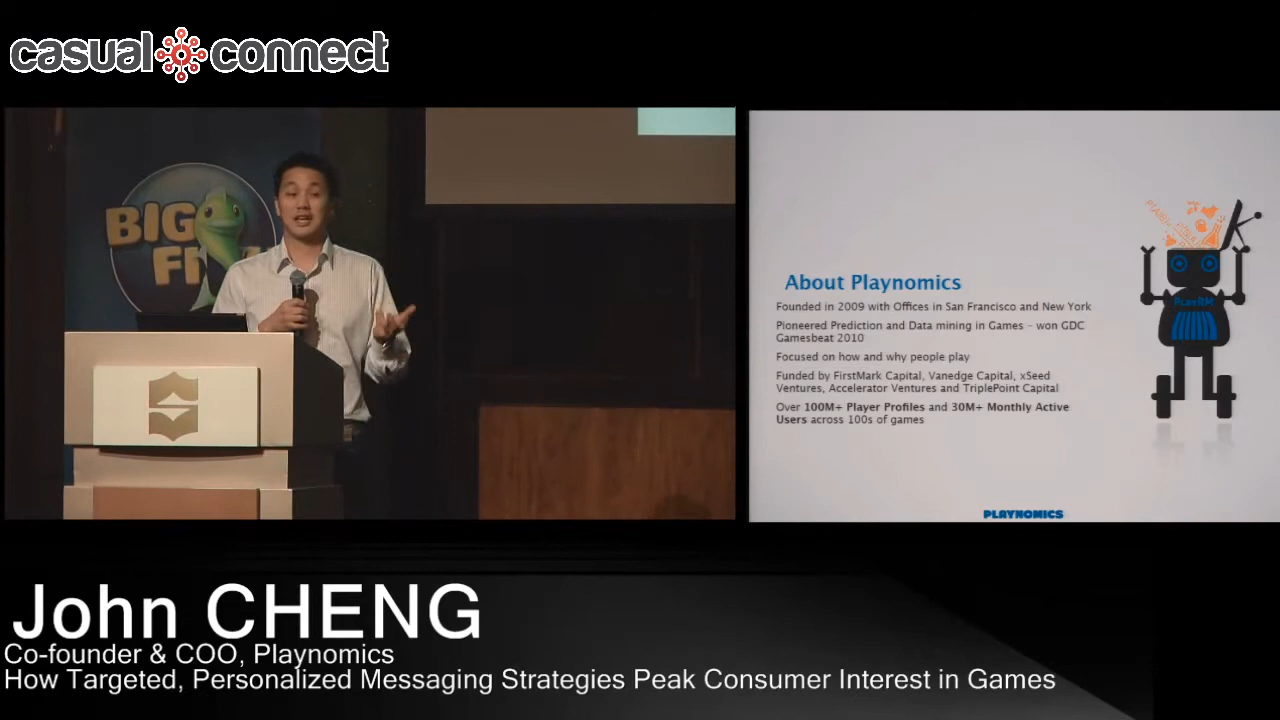 casual connect
BIG
FI
About Playnomics
Founded in 2009 with Offices in San Francisco and New York
Pioneered Prediction and Data mining in Games – won GDC
Gamesbeat 2010
Focused on how and why people play
Funded by FirstMark Capital, Vanedge Capital, xSeed
Ventures, Accelerator Ventures and TriplePoint Capital
Over 100M+ Player Profiles and 30M+ Monthly Active
Users across 100s of games
PLAYNOMICS
John CHENG
Co-founder & COO, Playnomics
How Targeted, Personalized Messaging Strategies Peak Consumer Interest in Games